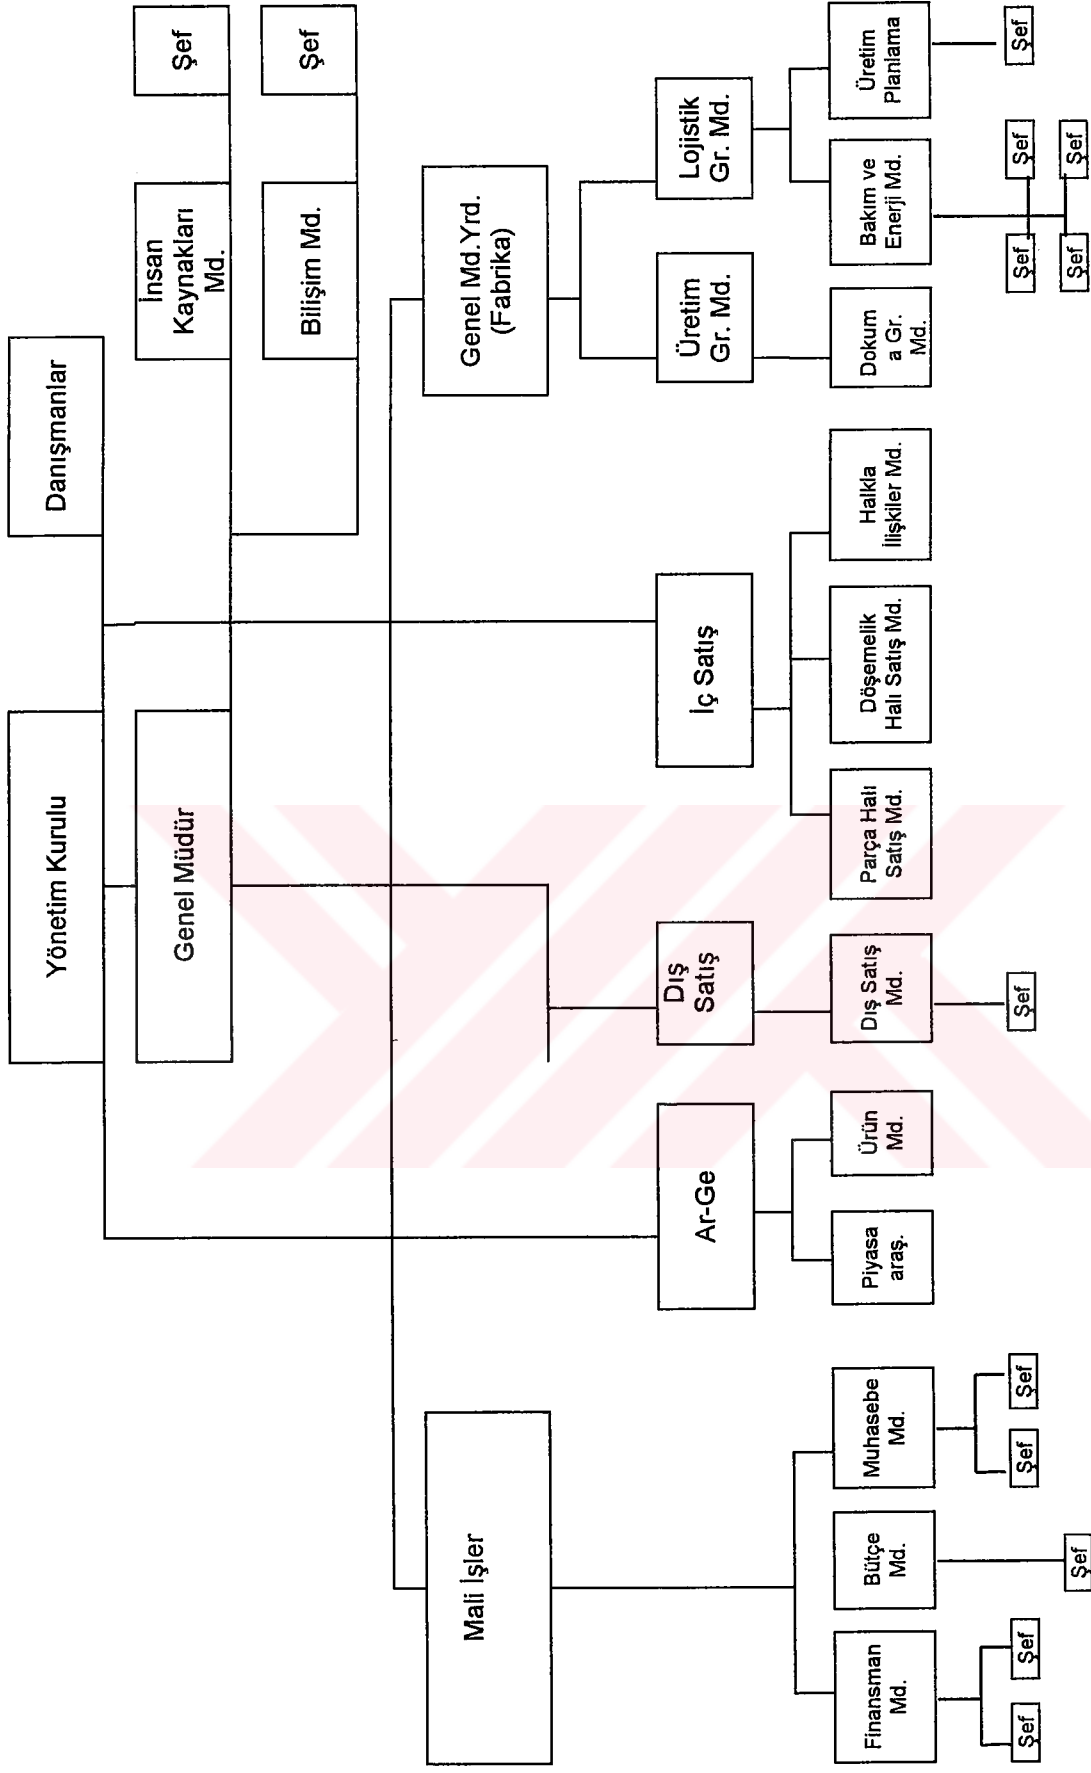 Yönetim Kurulu
Danışmanlar
Genel Müdür
İnsan
Kaynakları
Md.
Şef
Bilişim Md.
Şef
Mali İşler
Genel Md.Yrd.
(Fabrika)
Ar-Ge
Dış
Satış
İç Satış
Üretim
Gr. Md.
Lojistik
Gr. Md.
Finansman
Md.
Bütçe
Md.
Muhasebe
Md.
Piyasa
araş.
Ürün
Md.
Dış Satış
Md.
Parça Halı
Satış Md.
Döşemelik
Halı Satış Md.
Halkla
İlişkiler Md.
Dokum
a Gr.
Md.
Bakım ve
Enerji Md.
Üretim
Planlama
Şef
Şef
Şef
Şef
Şef
Şef
Şef
Şef
Şef
Şef
Şef